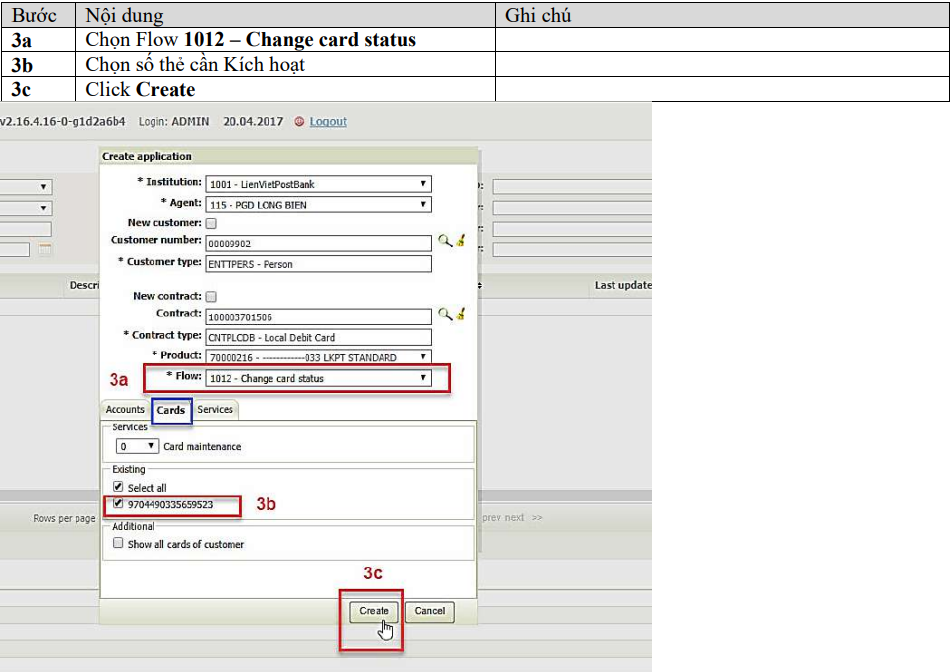 Bước Nội dung Ghi chú
3a Chọn Flow 1012 – Change card status
3b Chọn số thẻ cần Kích hoạt
3c Click Create
v2.16.4.16-0-g1d2a6b4 Login: ADMIN 20.04.2017 Logout
Create application
* Institution: 1001 - LienVietPostBank
* Agent: 115 - PGD LONG BIEN
New customer:
Customer number: 00009902
* Customer type: ENTTPERS - Person
Descri Last update
New contract:
Contract: 100003701506
* Contract type: CNTPLCDB - Local Debit Card
* Product: 70000216 - -------------033 LKPT STANDARD
3a * Flow: 1012 - Change card status
Accounts Cards Services
Services
0 Card maintenance
Existing
Select all
9704490335659523 3b
Rows per page prev next >>
Additional
Show all cards of customer
3c
Create Cancel